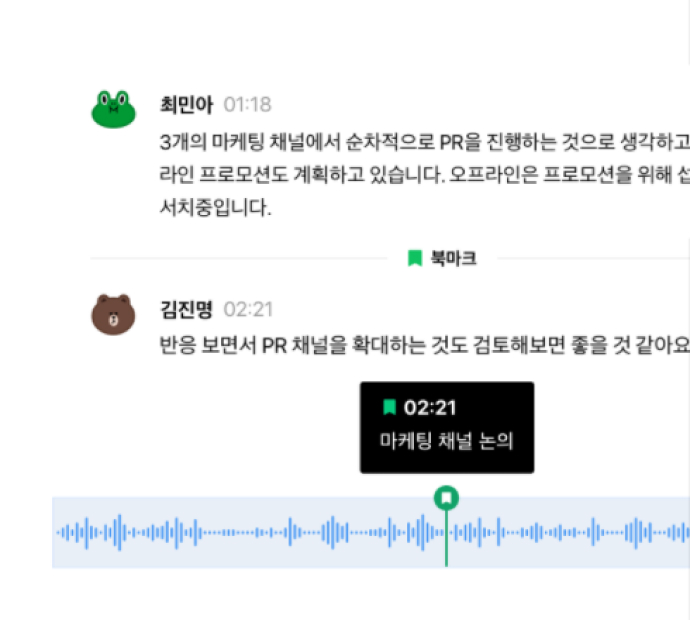 최민아 01:18
3개의 마케팅 채널에서 순차적으로 PR을 진행하는 것으로 생각하고
라인 프로모션도 계획하고 있습니다. 오프라인은 프로모션을 위해 섭
서치중입니다.
북마크
김진명 02:21
반응 보면서 PR 채널을 확대하는 것도 검토해보면 좋을 것 같아요
02:21
마케팅 채널 논의